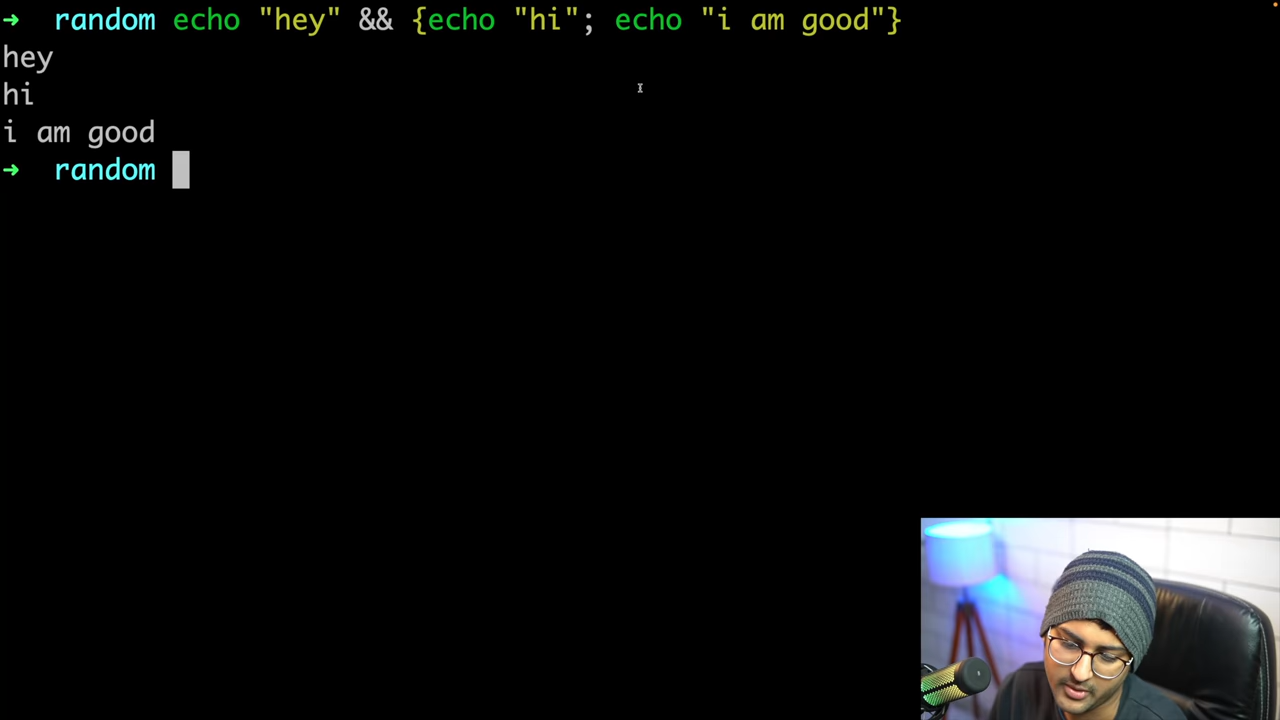 ➜ random echo "hey" && {echo "hi"; echo "i am good"}
hey
hi
i am good
➜ random